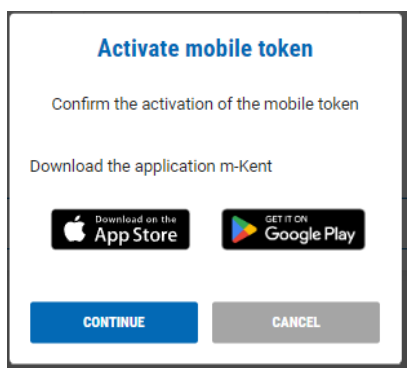 Activate mobile token
Confirm the activation of the mobile token
Download the application m-Kent
Download on the
App Store
GET IT ON
Google Play
CONTINUE
CANCEL